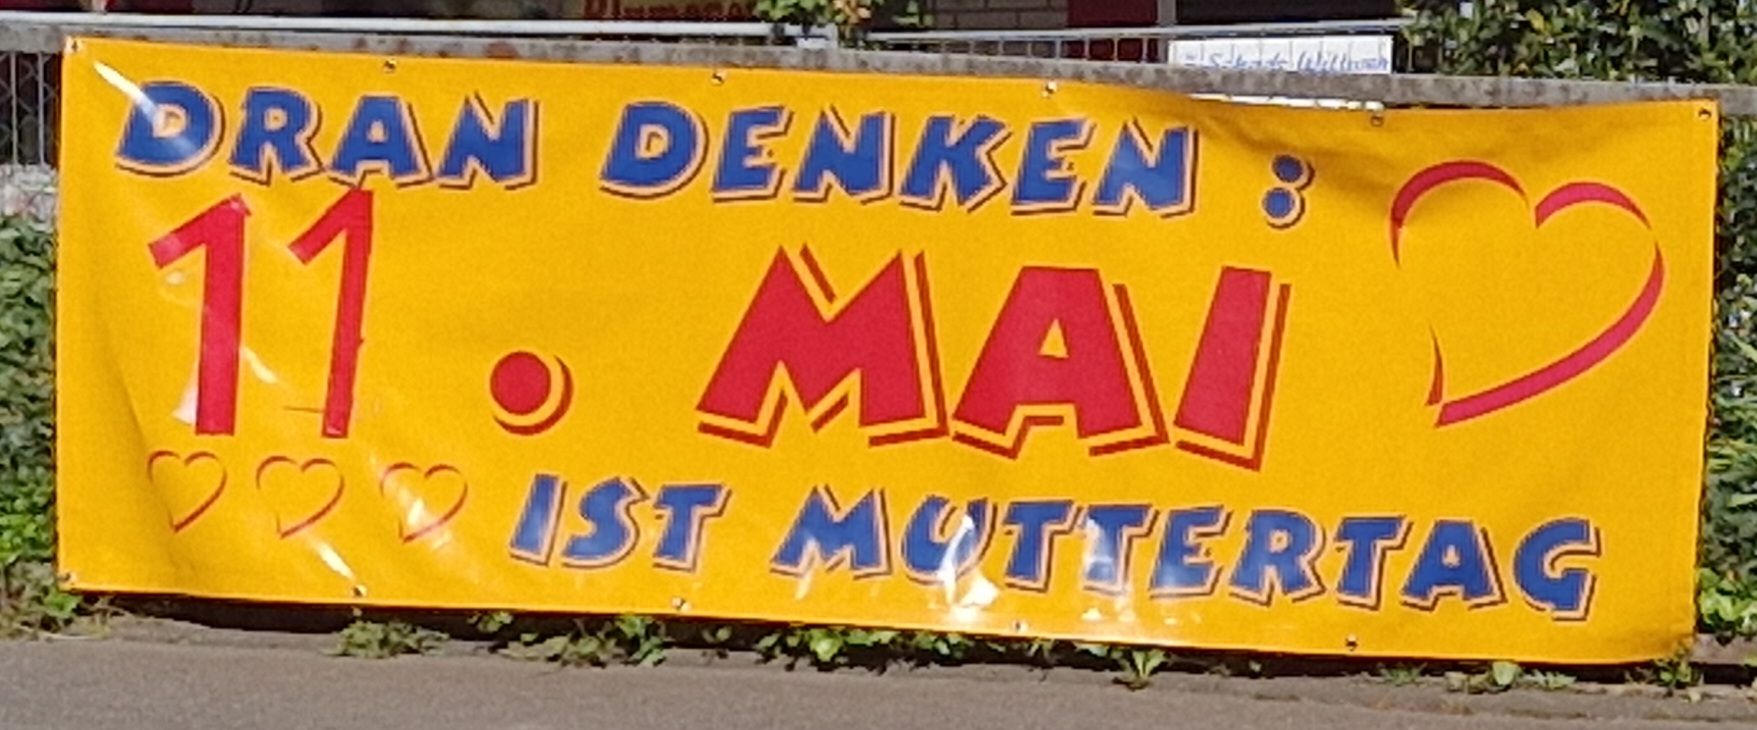 DRAN DENKEN :
11. MAI
IST MUTTERTAG